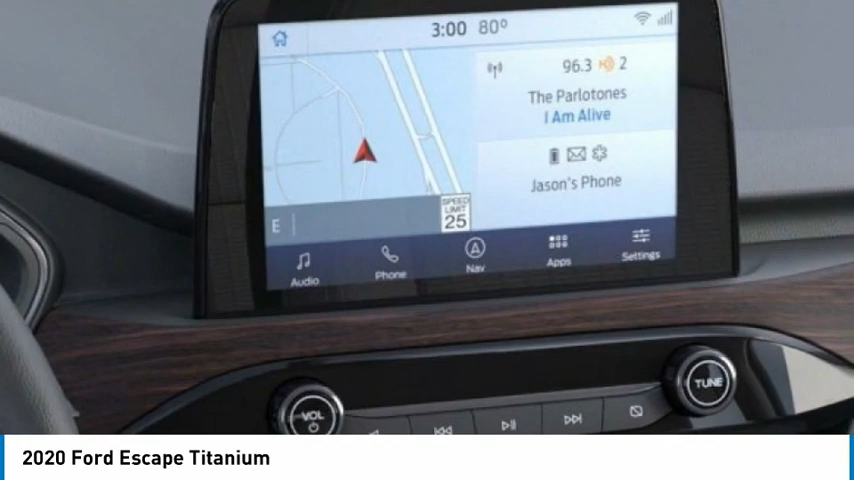 3:00 80°
96.3 HD 2
The Parlotones
I Am Alive
Jason's Phone
SPEED
LIMIT
25
E
Audio
Phone
Nav
Apps
Settings
VOL
TUNE
2020 Ford Escape Titanium